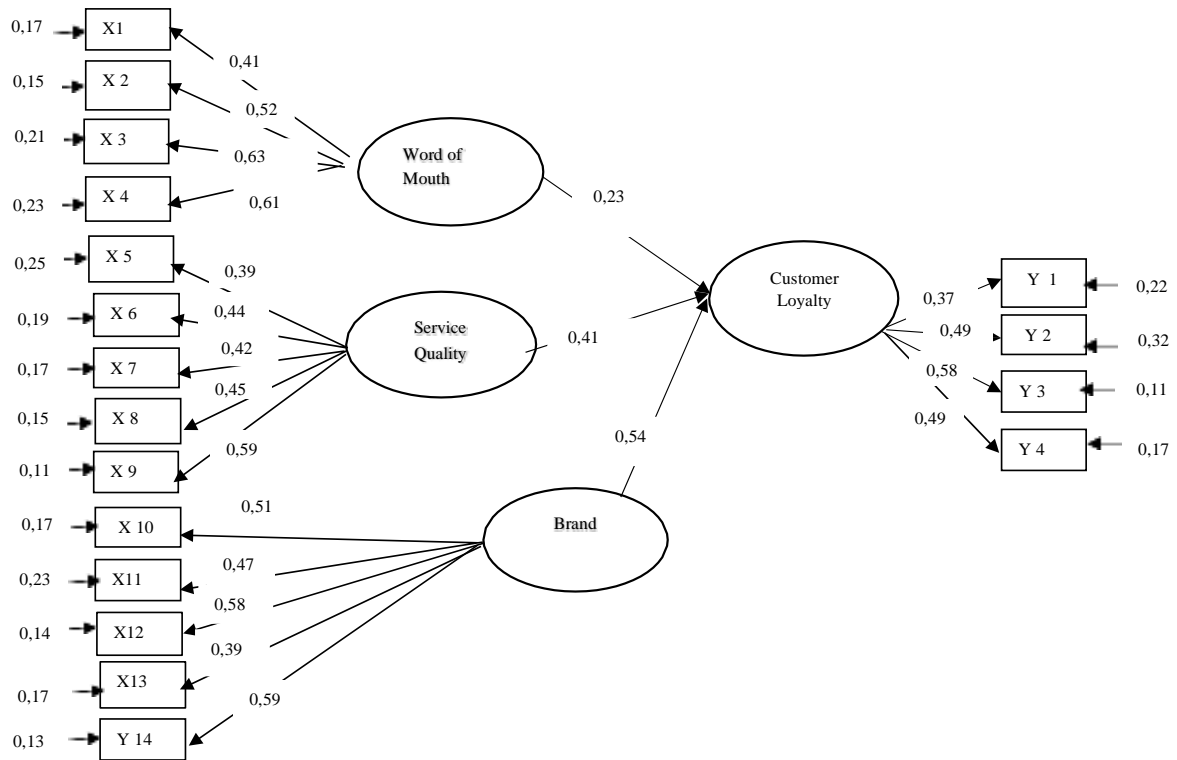 0,17
X1
0,41
0,15
X 2
0,52
0,21
X 3
0,63
0,23
X 4
0,61
Word of
Mouth
0,23
0,25
X 5
0,39
0,19
X 6
0,44
0,17
X 7
0,42
0,15
X 8
0,45
0,11
X 9
0,59
Service
Quality
0,41
0,17
X 10
0,51
0,23
X11
0,47
0,14
X12
0,58
0,17
X13
0,39
0,13
Y 14
0,59
Brand
0,54
Customer
Loyalty
0,37
Y 1
0,22
0,49
Y 2
0,32
0,58
Y 3
0,11
0,49
Y 4
0,17